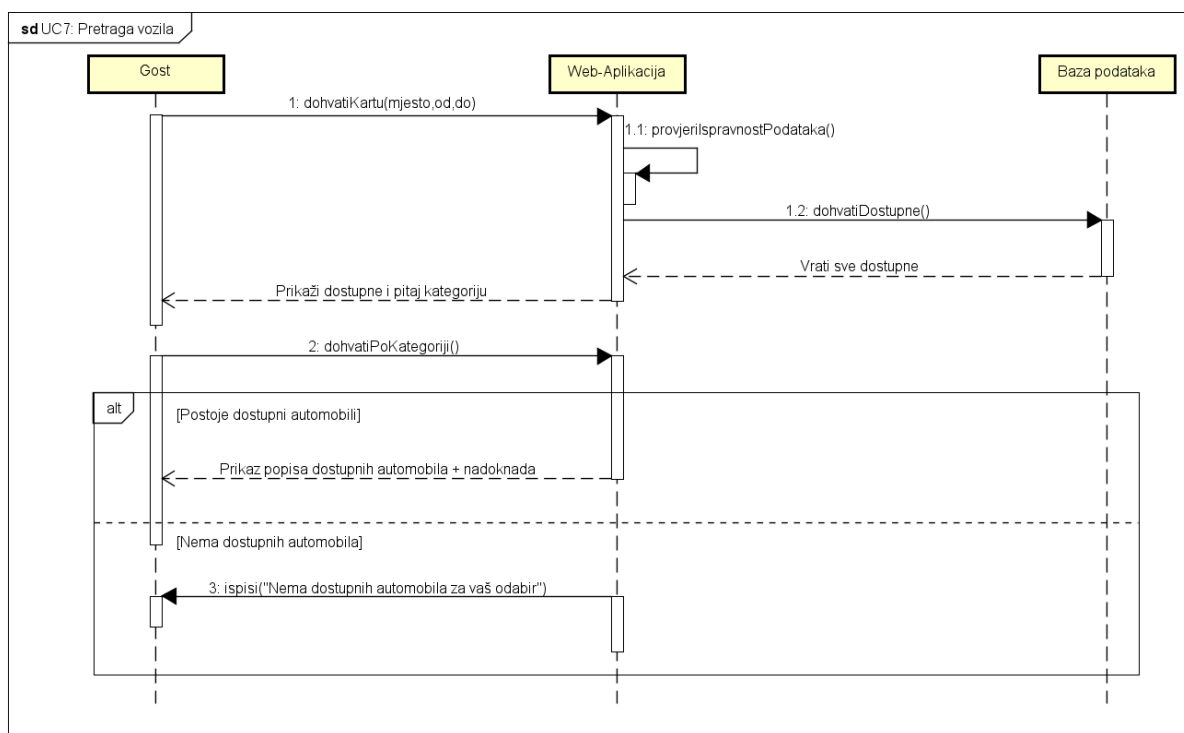 sd UC7: Pretraga vozila
Gost
Web-Aplikacija
Baza podataka
1: dohvatiKartu(mjesto,od,do)
1.1: provjeriIspravnostPodataka()
1.2: dohvatiDostupne()
Vrati sve dostupne
Prikaži dostupne i pitaj kategoriju
2: dohvatiPoKategoriji()
alt
[Postoje dostupni automobili]
Prikaz popisa dostupnih automobila + nadoknada
[Nema dostupnih automobila]
3: ispisi("Nema dostupnih automobila za vaš odabir")